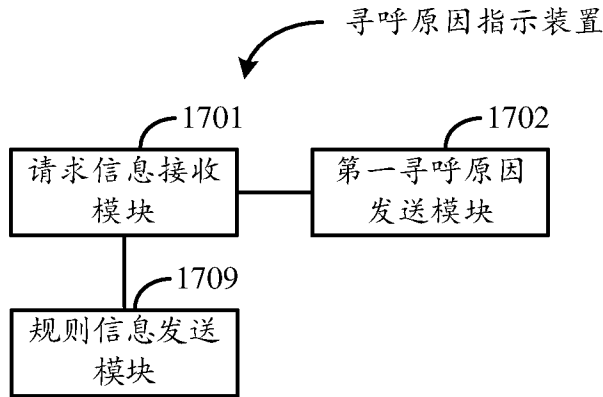 寻呼原因指示装置
1701
1702
请求信息接收
模块
第一寻呼原因
发送模块
1709
规则信息发送
模块